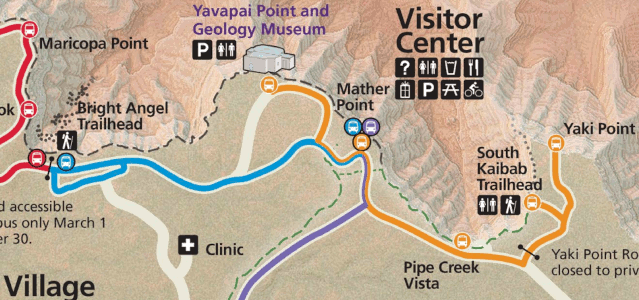 Yavapai Point and
Geology Museum
P
Visitor
Center
?
P
Maricopa Point
ok
Bright Angel
Trailhead
Mather
Point
Yaki Point
South
Kaibab
Trailhead
d accessible
bus only March 1
er 30.
Clinic
Pipe Creek
Vista
Yaki Point Ro
closed to priv
Village